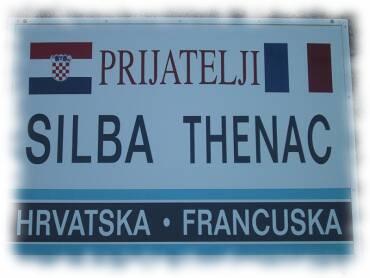 PRIJATELJI
SILBA THENAC
HRVATSKA • FRANCUSKA